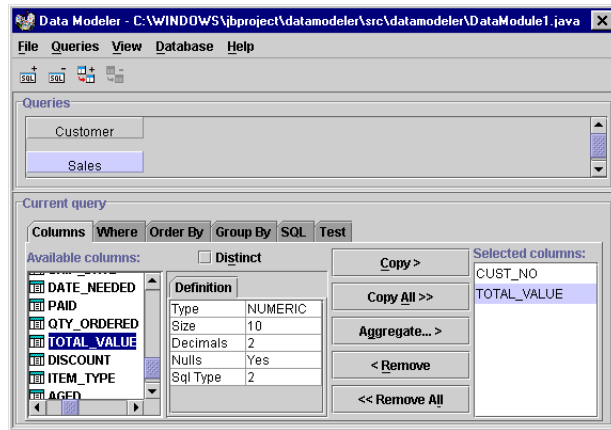 Data Modeler - C:\WINDOWS\jbproject\datamodeler\src\datamodeler\DataModule1.java
File Queries View Database Help
SQL SQL
Queries
Customer
Sales
Current query
Columns Where Order By Group By SQL Test
Available columns:
Distinct
DATE_NEEDED
PAID
QTY_ORDERED
TOTAL_VALUE
DISCOUNT
ITEM_TYPE
AGED
Definition
Type NUMERIC
Size 10
Decimals 2
Nulls Yes
Sql Type 2
Copy >
Copy All >>
Aggregate... >
< Remove
<< Remove All
Selected columns:
CUST_NO
TOTAL_VALUE